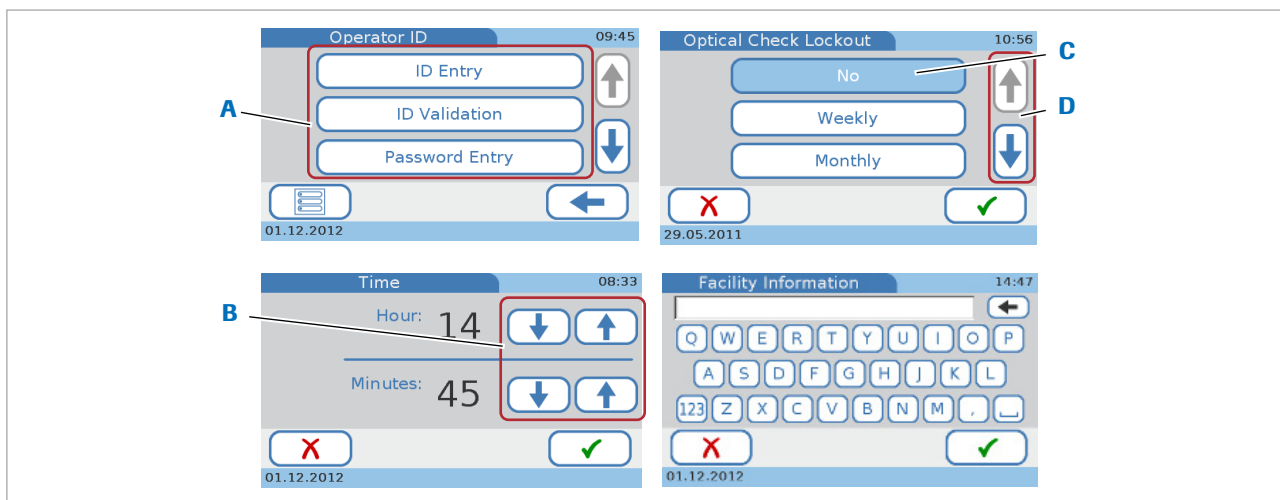 Operator ID 09:45
ID Entry
A
ID Validation
Password Entry
01.12.2012
Optical Check Lockout 10:56
C
No
D
Weekly
Monthly
29.05.2011
Time 08:33
B
Hour: 14
Minutes: 45
01.12.2012
Facility Information 14:47
Q W E R T Y U I O P
A S D F G H J K L
123 Z X C V B N M ,
01.12.2012